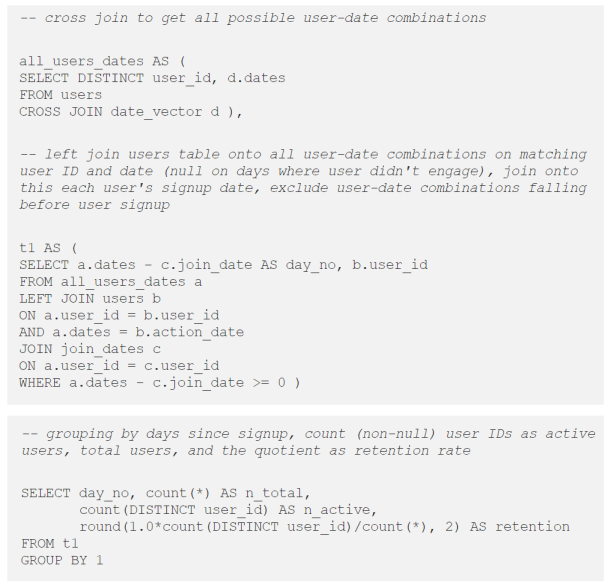 -- cross join to get all possible user-date combinations
all_users_dates AS (
SELECT DISTINCT user_id, d.dates
FROM users
CROSS JOIN date_vector d ),
-- left join users table onto all user-date combinations on matching
user ID and date (null on days where user didn't engage), join onto
this each user's signup date, exclude user-date combinations falling
before user signup
t1 AS (
SELECT a.dates - c.join_date AS day_no, b.user_id
FROM all_users_dates a
LEFT JOIN users b
ON a.user_id = b.user_id
AND a.dates = b.action_date
JOIN join_dates c
ON a.user_id = c.user_id
WHERE a.dates - c.join_date >= 0 )
-- grouping by days since signup, count (non-null) user IDs as active
users, total users, and the quotient as retention rate
SELECT day_no, count(*) AS n_total,
count(DISTINCT user_id) AS n_active,
round(1.0*count(DISTINCT user_id)/count(*), 2) AS retention
FROM t1
GROUP BY 1